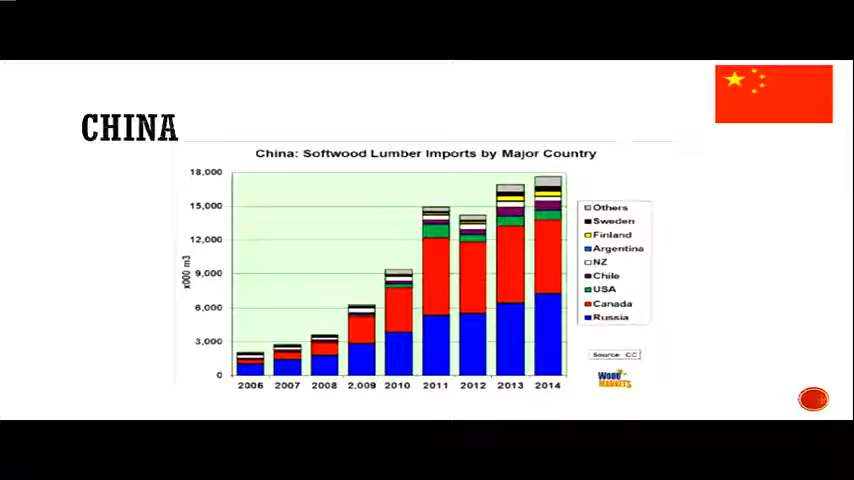 CHINA
China: Softwood Lumber Imports by Major Country
18,000
15,000
12,000
9,000
6,000
3,000
0
x000 m3
2006 2007 2008 2,009 2010 2011 2012 2013 2014
Others
Sweden
Finland
Argentina
NZ
Chile
USA
Canada
Russia
Source: CC
WOOD
MARKETS